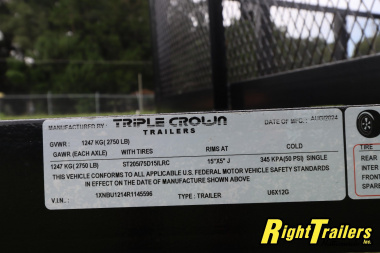 MANUFACTURED BY : TRIPLE CROWN DATE OF MFG. : AUG/2024
TRAILERS
GVWR : 1247 KG( 2750 LB)
GAWR (EACH AXLE) WITH TIRES RIMS AT COLD
1247 KG( 2750 LB) ST205/75D15LRC 15"X5" J 345 KPA(50 PSI) SINGLE
THIS VEHICLE CONFORMS TO ALL APPLICABLE U.S. FEDERAL MOTOR VEHICLE SAFETY STANDARDS
IN EFFECT ON THE DATE OF MANUFACTURE SHOWN ABOVE
V.I.N. : 1XNBU1214R1145596 TYPE : TRAILER U6X12G
TIRE
REAR
INTER
FRONT
SPARE
RIGHTTRAILERS
Inc.